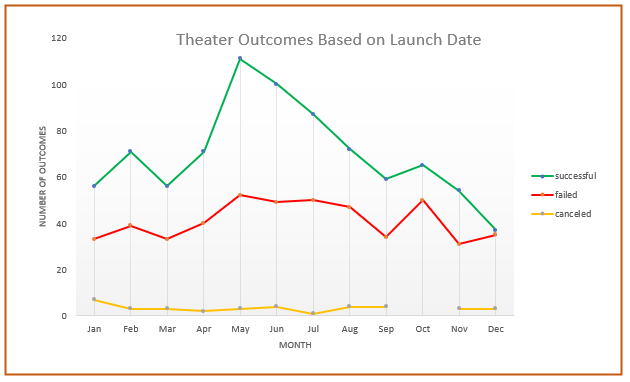 Theater Outcomes Based on Launch Date
120
100
80
60
40
20
0
NUMBER OF OUTCOMES
Jan Feb Mar Apr May Jun Jul Aug Sep Oct Nov Dec
MONTH
successful
failed
canceled